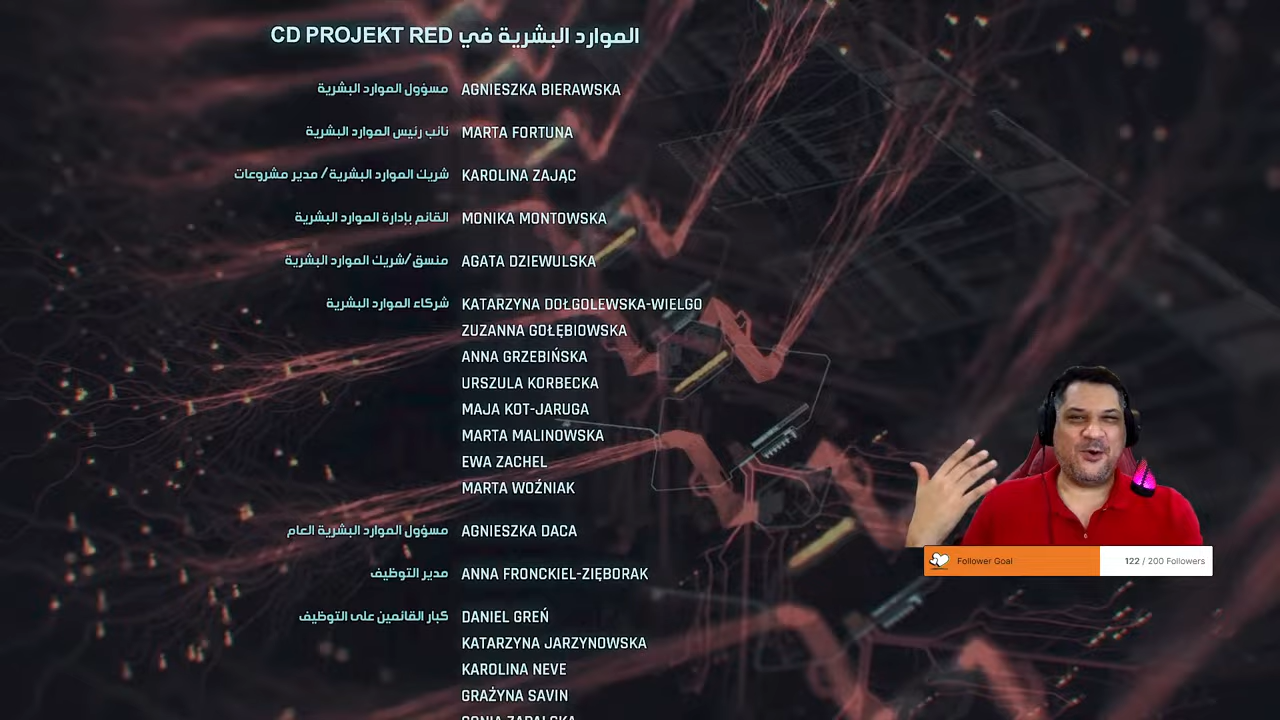 الموارد البشرية في CD PROJEKT RED
مسؤول الموارد البشرية AGNIESZKA BIERAWSKA
نائب رئيس الموارد البشرية MARTA FORTUNA
شريك الموارد البشرية/ مدير مشروعات KAROLINA ZAJĄC
القائم بإدارة الموارد البشرية MONIKA MONTOWSKA
منسق/شريك الموارد البشرية AGATA DZIEWULSKA
شركاء الموارد البشرية KATARZYNA DOŁGOLEWSKA-WIELGO
ZUZANNA GOŁĘBIOWSKA
ANNA GRZEBIŃSKA
URSZULA KORBECKA
MAJA KOT-JARUGA
MARTA MALINOWSKA
EWA ZACHEL
MARTA WOŹNIAK
مسؤول الموارد البشرية العام AGNIESZKA DACA
مدير التوظيف ANNA FRONCKIEL-ZIĘBORAK
كبار القائمين على التوظيف DANIEL GREŃ
KATARZYNA JARZYNOWSKA
KAROLINA NEVE
GRAŻYNA SAVIN
Follower Goal 122 / 200 Followers